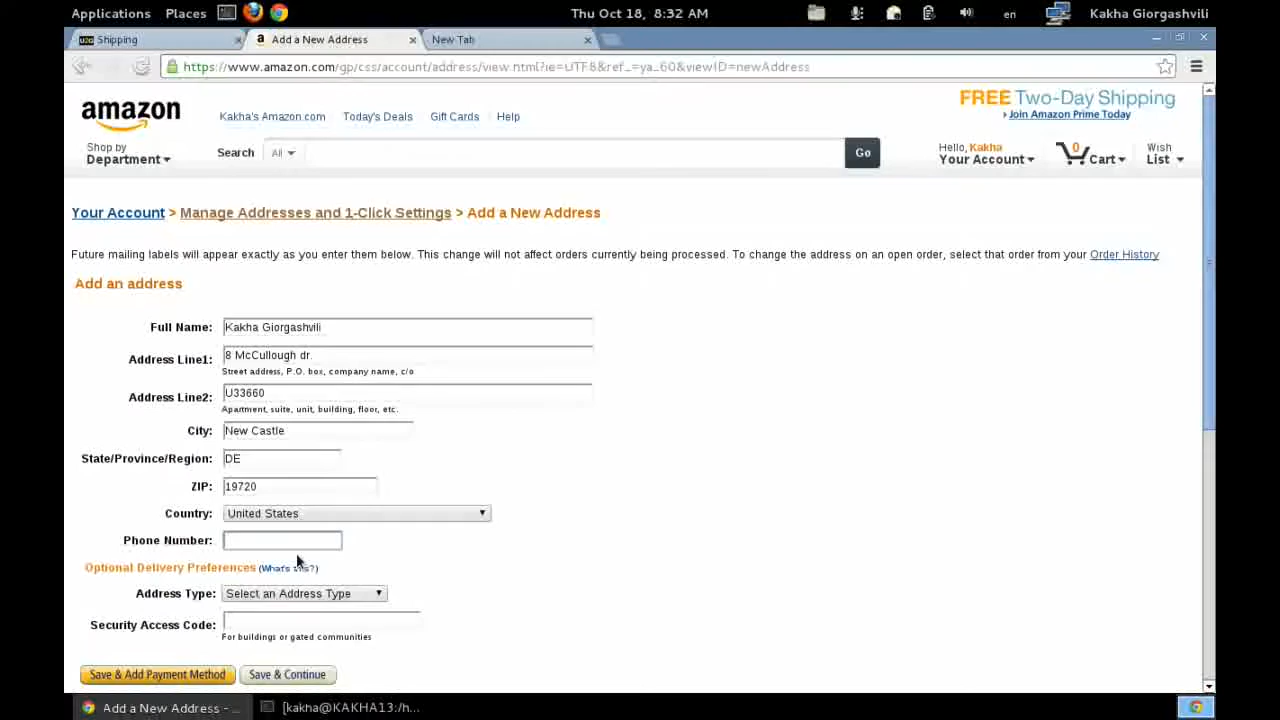 Applications Places Thu Oct 18, 8:32 AM en Kakha Giorgashvili
U2G Shipping a Add a New Address New Tab
https://www.amazon.com/gp/css/account/address/view.html?ie=UTF8&ref_=ya_60&viewID=newAddress
amazon Kakha's Amazon.com Today's Deals Gift Cards Help FREE Two-Day Shipping
Join Amazon Prime Today
Shop by
Department
Search All Go
Hello, Kakha
Your Account
0
Cart
Wish
List
Your Account > Manage Addresses and 1-Click Settings > Add a New Address
Future mailing labels will appear exactly as you enter them below. This change will not affect orders currently being processed. To change the address on an open order, select that order from your Order History
Add an address
Full Name: Kakha Giorgashvili
Address Line1: 8 McCullough dr.
Street address, P.O. box, company name, c/o
Address Line2: U33660
Apartment, suite, unit, building, floor, etc.
City: New Castle
State/Province/Region: DE
ZIP: 19720
Country: United States
Phone Number:
Optional Delivery Preferences (What's this?)
Address Type: Select an Address Type
Security Access Code:
For buildings or gated communities
Save & Add Payment Method Save & Continue
Add a New Address - ... [kakha@KAKHA13:/h...